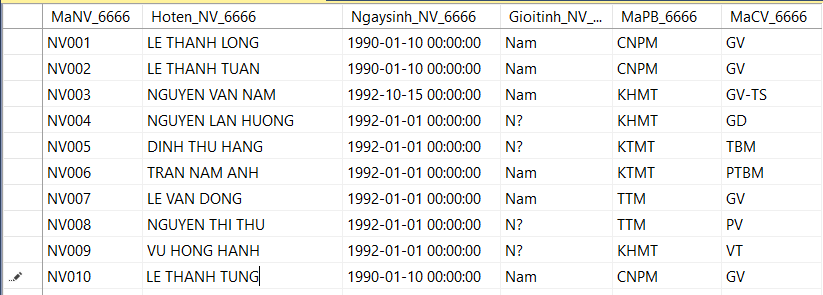 MaNV_6666 Hoten_NV_6666 Ngaysinh_NV_6666 Gioitinh_NV_... MaPB_6666 MaCV_6666
NV001 LE THANH LONG 1990-01-10 00:00:00 Nam CNPM GV
NV002 LE THANH TUAN 1990-01-10 00:00:00 Nam CNPM GV
NV003 NGUYEN VAN NAM 1992-10-15 00:00:00 Nam KHMT GV-TS
NV004 NGUYEN LAN HUONG 1992-01-01 00:00:00 N? KHMT GD
NV005 DINH THU HANG 1992-01-01 00:00:00 N? KTMT TBM
NV006 TRAN NAM ANH 1992-01-01 00:00:00 Nam KTMT PTBM
NV007 LE VAN DONG 1992-01-01 00:00:00 Nam TTM GV
NV008 NGUYEN THI THU 1992-01-01 00:00:00 N? TTM PV
NV009 VU HONG HANH 1992-01-01 00:00:00 N? KHMT VT
NV010 LE THANH TUNG 1990-01-10 00:00:00 Nam CNPM GV